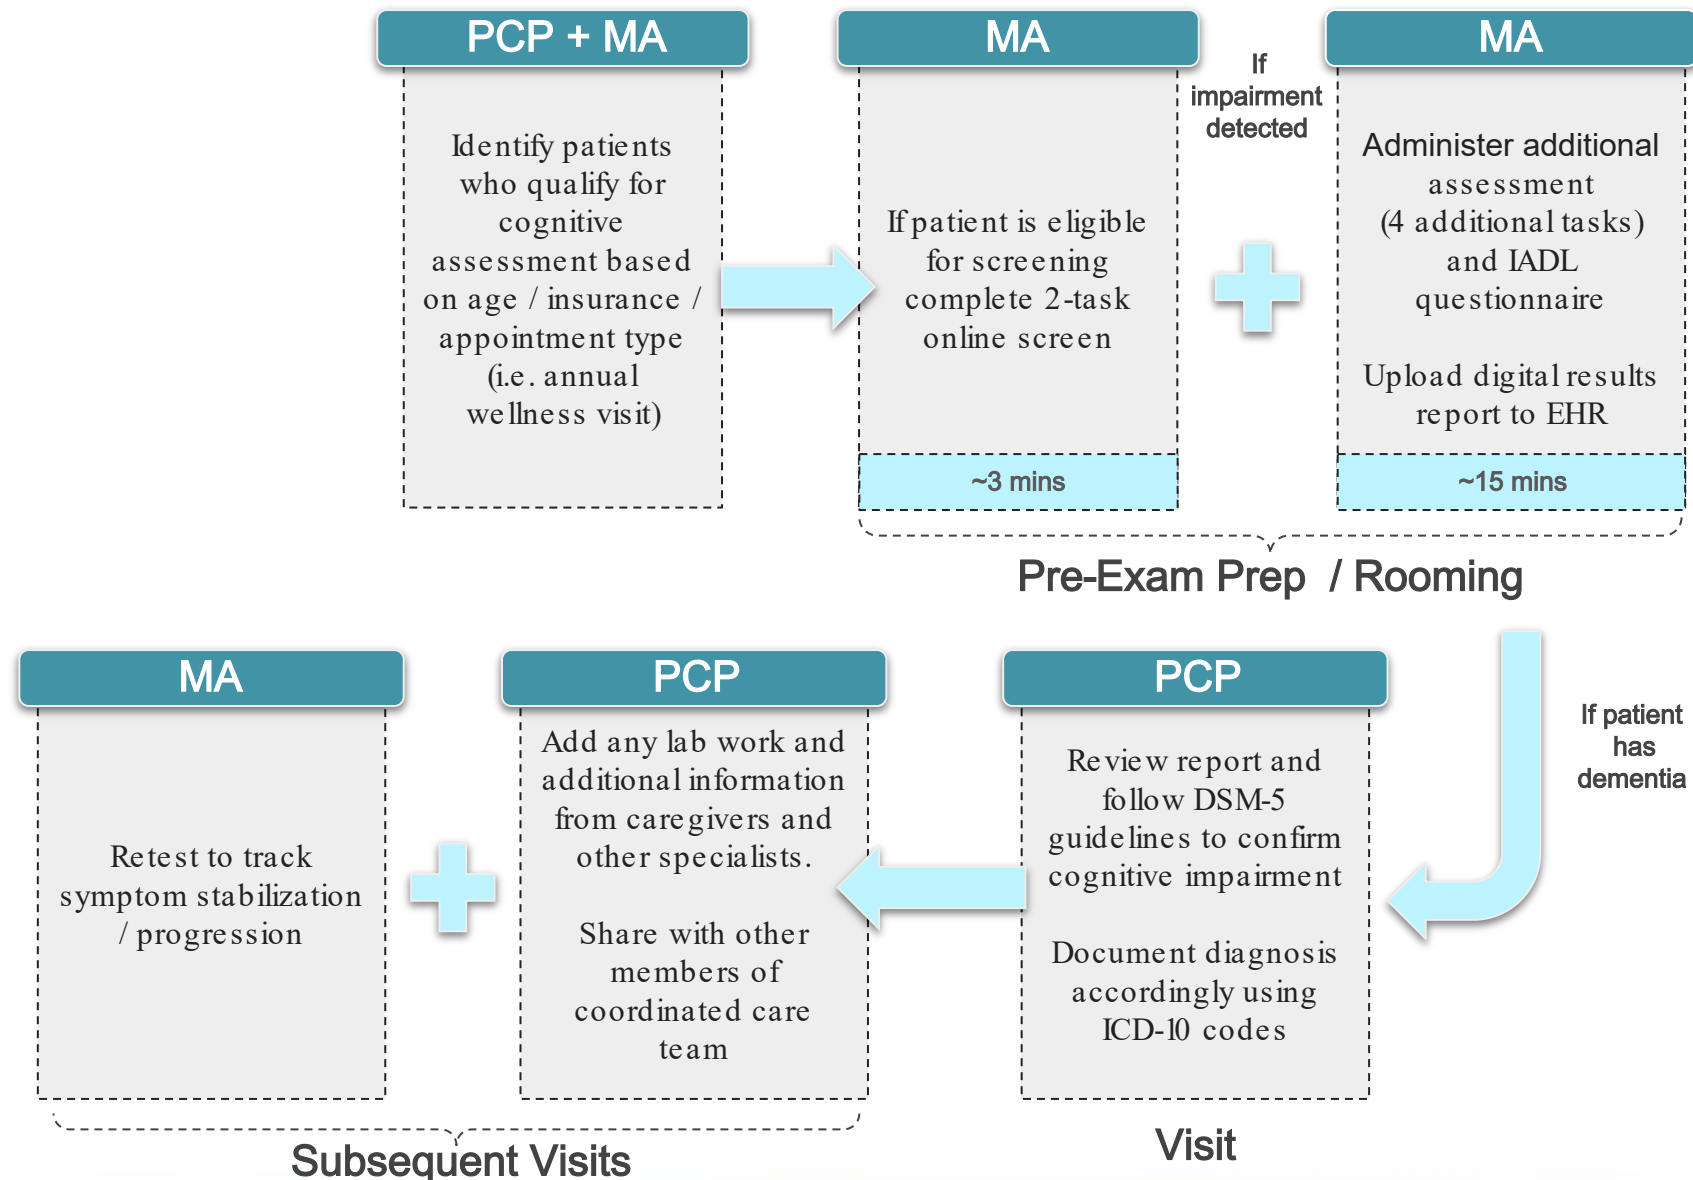 PCP + MA
Identify patients
who qualify for
cognitive
assessment based
on age / insurance /
appointment type
(i.e. annual
wellness visit)
MA
If patient is eligible
for screening
complete 2-task
online screen
~3 mins
If
impairment
detected
MA
Administer additional
assessment
(4 additional tasks)
and IADL
questionnaire
Upload digital results
report to EHR
~15 mins
Pre-Exam Prep / Rooming
If patient
has
dementia
PCP
Review report and
follow DSM-5
guidelines to confirm
cognitive impairment
Document diagnosis
accordingly using
ICD-10 codes
Visit
PCP
Add any lab work and
additional information
from caregivers and
other specialists.
Share with other
members of
coordinated care
team
MA
Retest to track
symptom stabilization
/ progression
Subsequent Visits